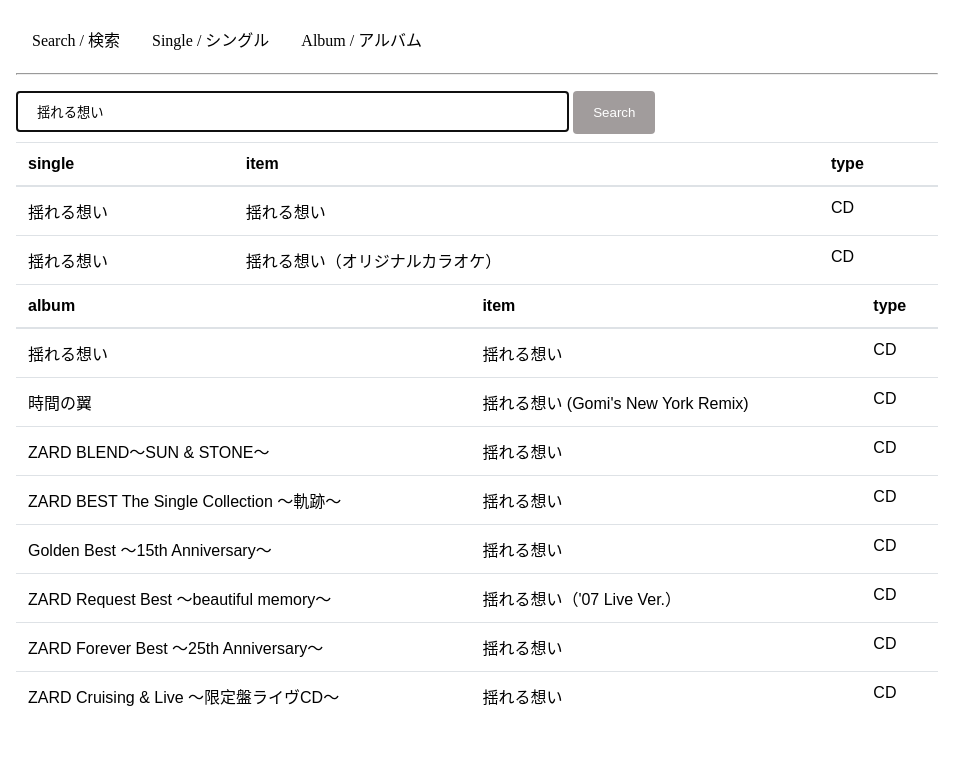 Search / 検索 Single / シングル Album / アルバム
揺れる想い Search
single item type
揺れる想い 揺れる想い CD
揺れる想い 揺れる想い（オリジナルカラオケ） CD
album item type
揺れる想い 揺れる想い CD
時間の翼 揺れる想い (Gomi's New York Remix) CD
ZARD BLEND〜SUN & STONE〜 揺れる想い CD
ZARD BEST The Single Collection 〜軌跡〜 揺れる想い CD
Golden Best 〜15th Anniversary〜 揺れる想い CD
ZARD Request Best 〜beautiful memory〜 揺れる想い（'07 Live Ver.） CD
ZARD Forever Best 〜25th Anniversary〜 揺れる想い CD
ZARD Cruising & Live 〜限定盤ライヴCD〜 揺れる想い CD